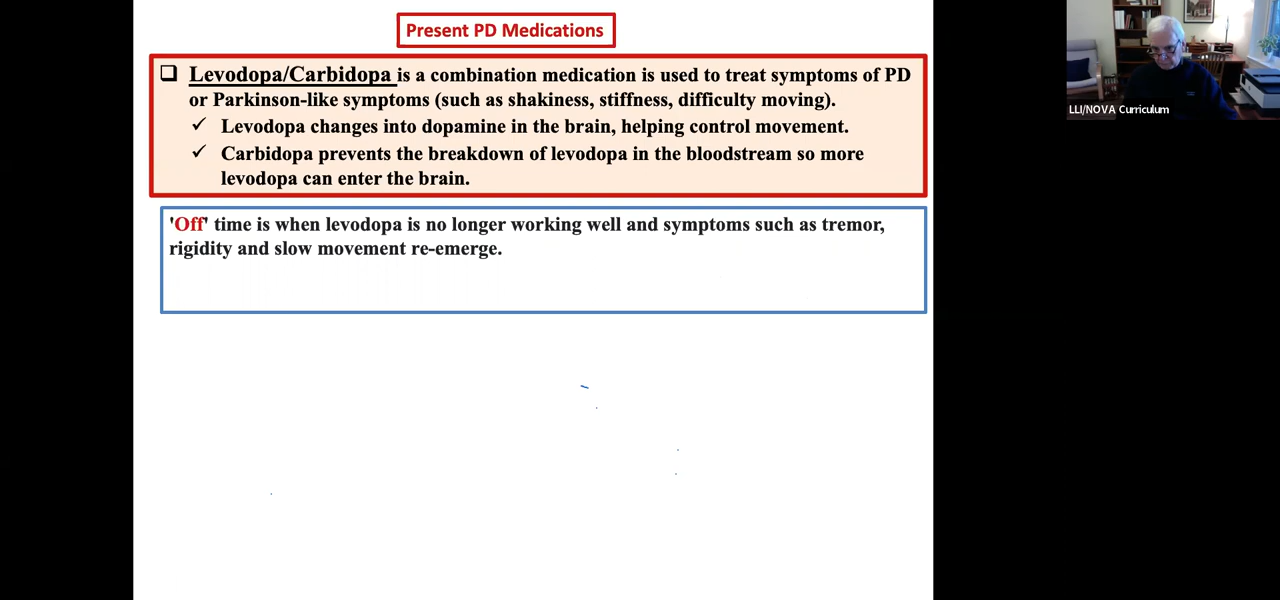 Present PD Medications
❑ Levodopa/Carbidopa is a combination medication is used to treat symptoms of PD
or Parkinson-like symptoms (such as shakiness, stiffness, difficulty moving).
✓ Levodopa changes into dopamine in the brain, helping control movement.
✓ Carbidopa prevents the breakdown of levodopa in the bloodstream so more
levodopa can enter the brain.
'Off' time is when levodopa is no longer working well and symptoms such as tremor,
rigidity and slow movement re-emerge.
LLI/NOVA Curriculum